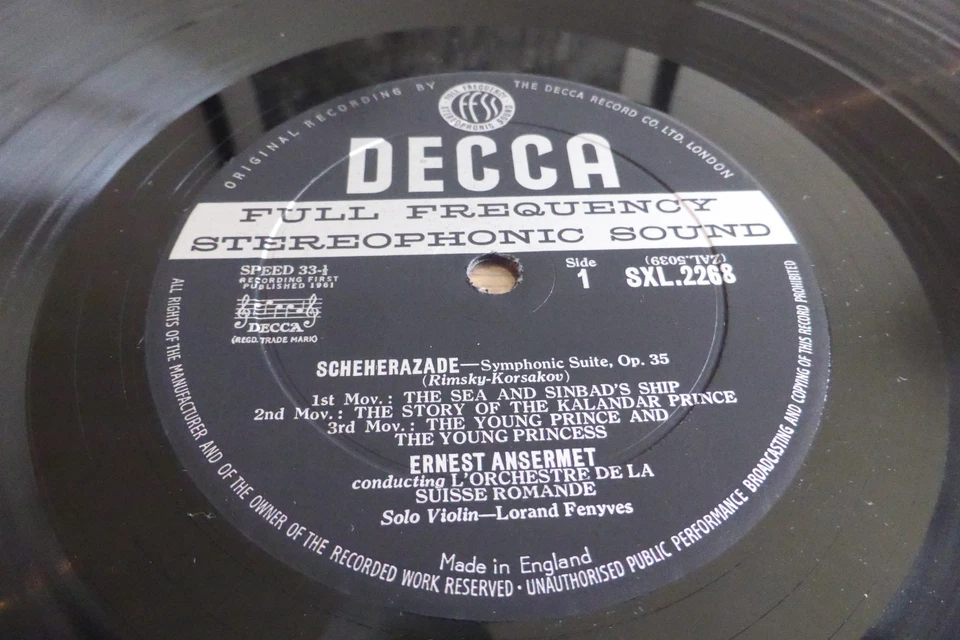 ORIGINAL RECORDING BY THE DECCA RECORD CO. LTD. LONDON
FULL FREQUENCY
FFSS
STEREOPHONIC SOUND
DECCA
FULL FREQUENCY
STEREOPHONIC SOUND
SPEED 33-⅓
RECORDING FIRST
PUBLISHED 1961
DECCA
(REGD. TRADE MARK)
Side
1
(ZAL.5039)
SXL.2268
SCHEHERAZADE—Symphonic Suite, Op. 35
(Rimsky-Korsakov)
1st Mov.: THE SEA AND SINBAD'S SHIP
2nd Mov.: THE STORY OF THE KALANDAR PRINCE
3rd Mov.: THE YOUNG PRINCE AND
THE YOUNG PRINCESS
ERNEST ANSERMET
conducting L'ORCHESTRE DE LA
SUISSE ROMANDE
Solo Violin—Lorand Fenyves
Made in England
ALL RIGHTS OF THE MANUFACTURER AND OF THE OWNER OF THE RECORDED WORK RESERVED · UNAUTHORISED PUBLIC PERFORMANCE BROADCASTING AND COPYING OF THIS RECORD PROHIBITED